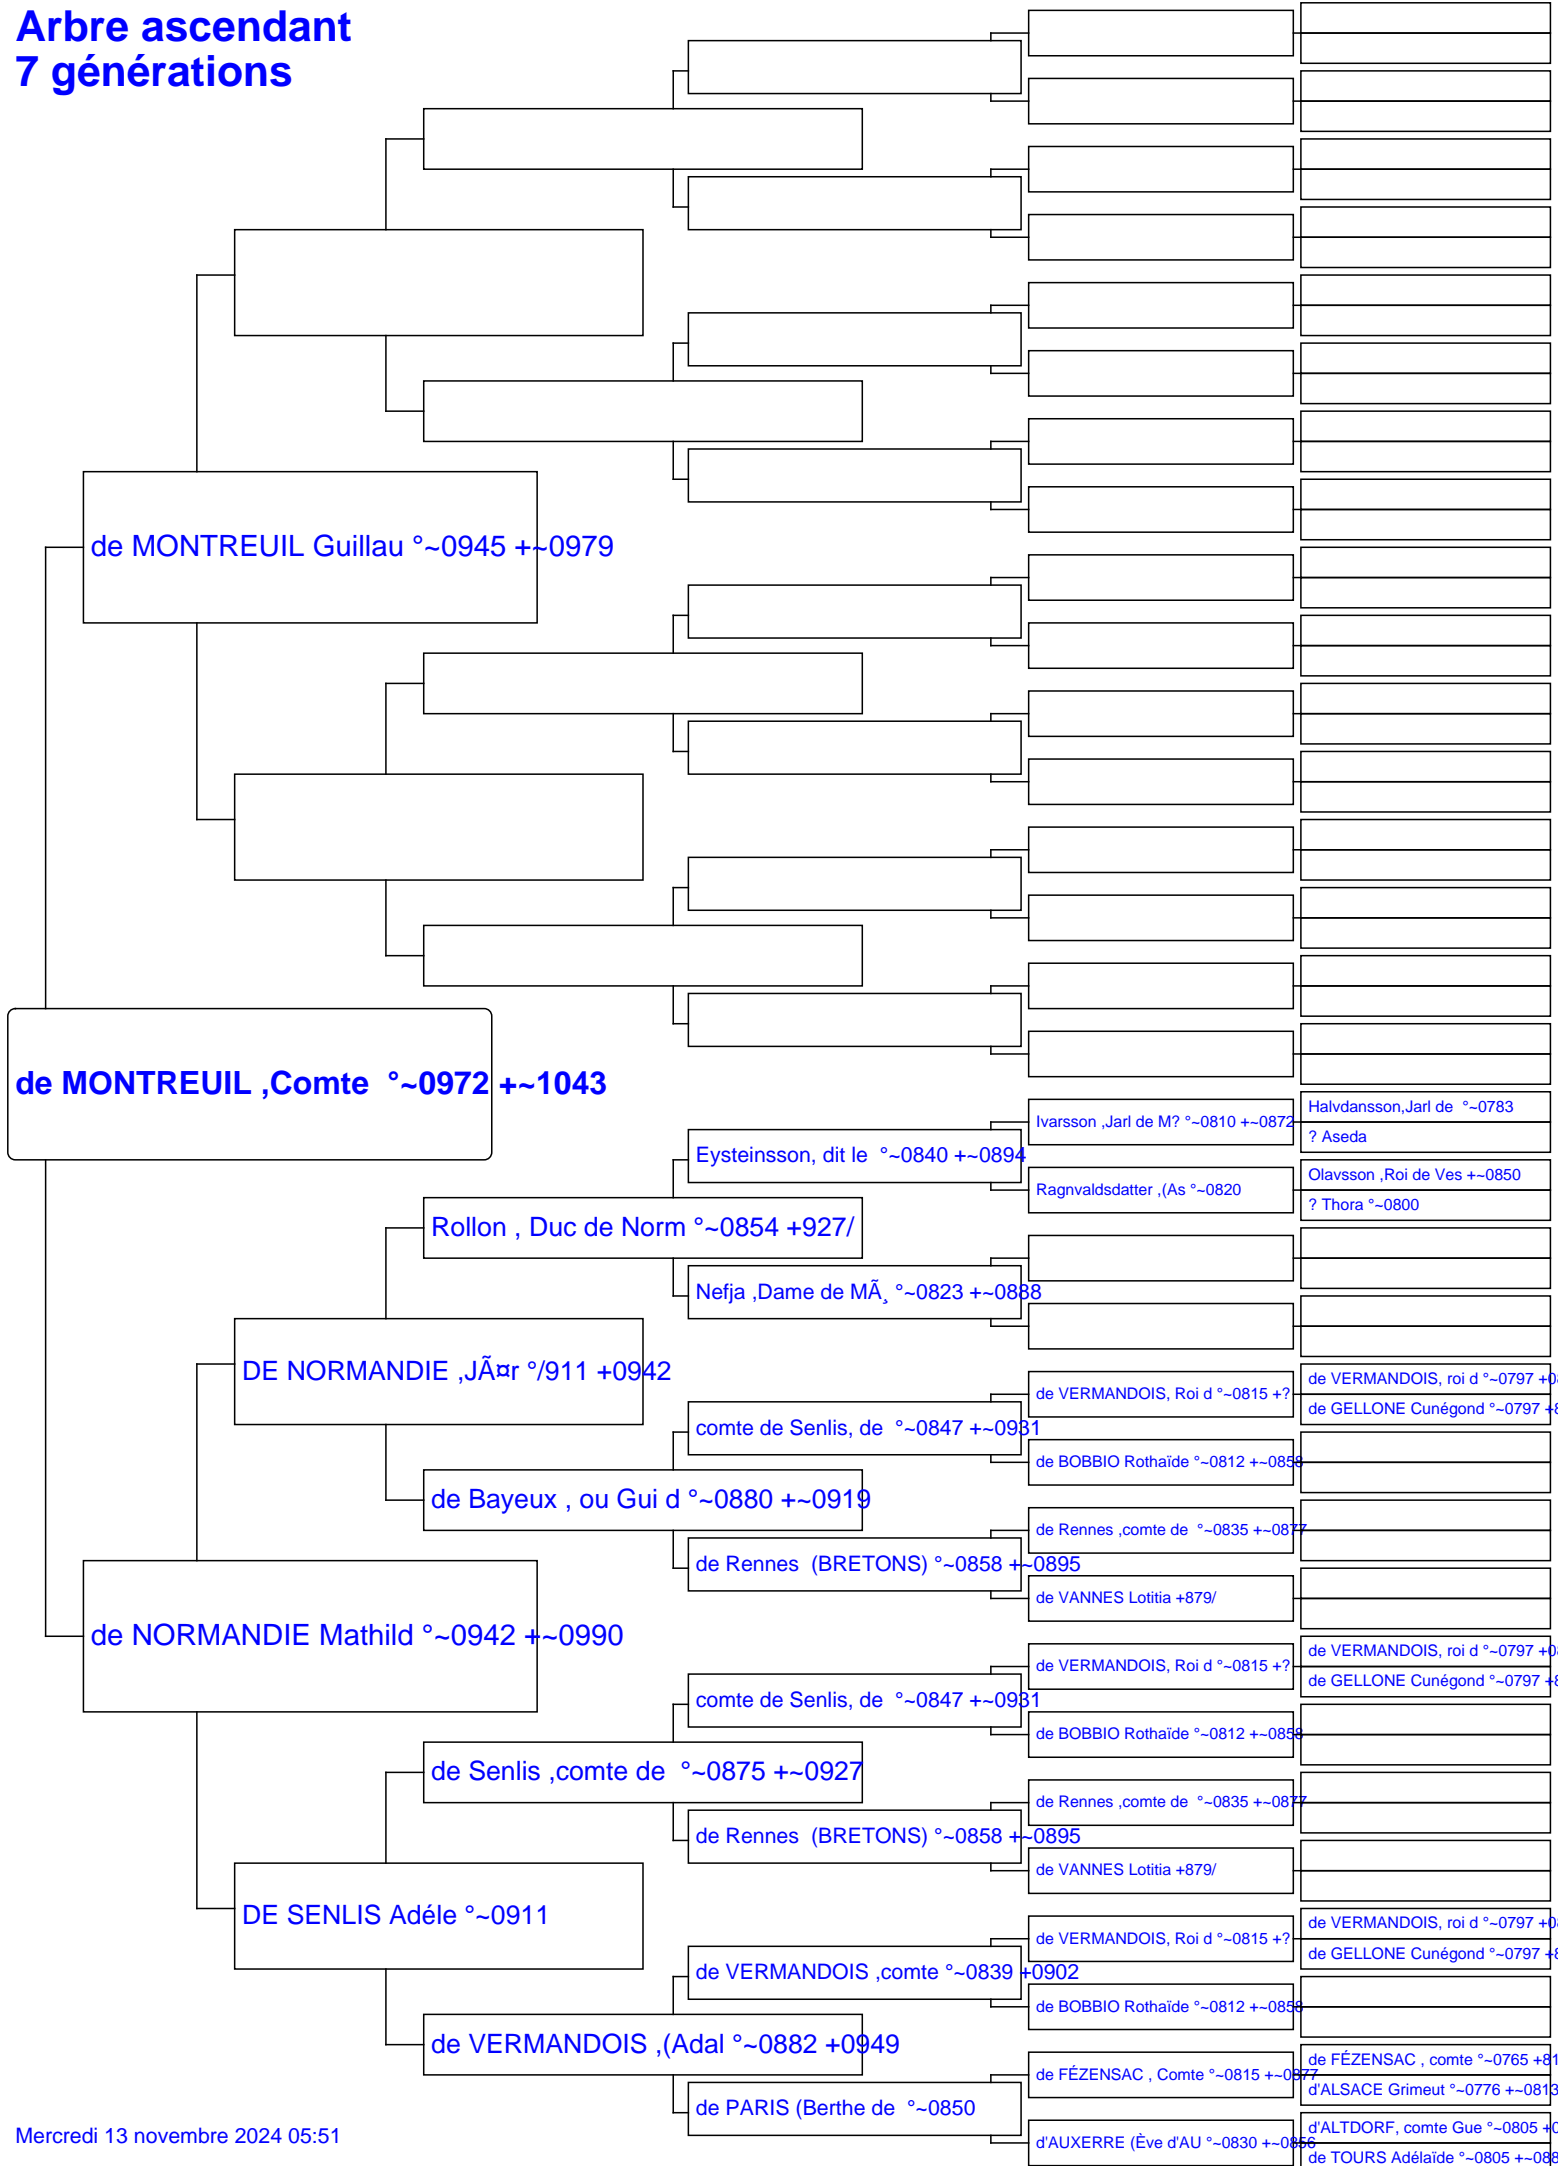 Arbre ascendant
7 générations
de MONTREUIL Guillau °~0945 +~0979
de MONTREUIL ,Comte  °~0972 +~1043
Ivarsson ,Jarl de M? °~0810 +~0872
Halvdansson,Jarl de  °~0783
? Aseda
Eysteinsson, dit le  °~0840 +~0894
Ragnvaldsdatter ,(As °~0820
Olavsson ,Roi de Ves +~0850
? Thora °~0800
Rollon , Duc de Norm °~0854 +927/
Nefja ,Dame de MÃ¸ °~0823 +~0888
DE NORMANDIE ,JÃ¤r °/911 +0942
de VERMANDOIS, Roi d °~0815 +?
de VERMANDOIS, roi d °~0797 +08
de GELLONE Cunégond °~0797 +8
comte de Senlis, de  °~0847 +~0931
de BOBBIO Rothaïde °~0812 +~0858
de Bayeux , ou Gui d °~0880 +~0919
de Rennes ,comte de  °~0835 +~0877
de Rennes  (BRETONS) °~0858 +~0895
de VANNES Lotitia +879/
de NORMANDIE Mathild °~0942 +~0990
de VERMANDOIS, Roi d °~0815 +?
de VERMANDOIS, roi d °~0797 +08
de GELLONE Cunégond °~0797 +8
comte de Senlis, de  °~0847 +~0931
de BOBBIO Rothaïde °~0812 +~0858
de Senlis ,comte de  °~0875 +~0927
de Rennes ,comte de  °~0835 +~0877
de Rennes  (BRETONS) °~0858 +~0895
de VANNES Lotitia +879/
DE SENLIS Adéle °~0911
de VERMANDOIS, Roi d °~0815 +?
de VERMANDOIS, roi d °~0797 +08
de GELLONE Cunégond °~0797 +8
de VERMANDOIS ,comte °~0839 +0902
de BOBBIO Rothaïde °~0812 +~0858
de VERMANDOIS ,(Adal °~0882 +0949
de FÉZENSAC , Comte °~0815 +~0877
de FÉZENSAC , comte °~0765 +81
d'ALSACE Grimeut °~0776 +~0813
de PARIS (Berthe de  °~0850
d'AUXERRE (Ève d'AU °~0830 +~0856
d'ALTDORF, comte Gue °~0805 +0
de TOURS Adélaïde °~0805 +~088
Mercredi 13 novembre 2024 05:51